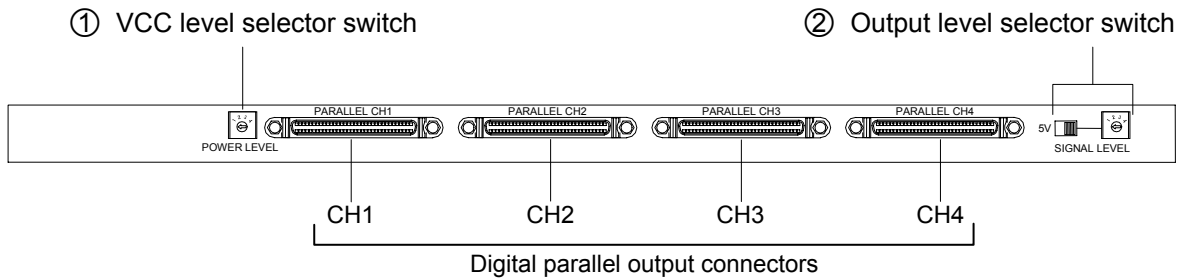 ① VCC level selector switch
② Output level selector switch
PARALLEL CH1
PARALLEL CH2
PARALLEL CH3
PARALLEL CH4
5V
POWER LEVEL
SIGNAL LEVEL
CH1
CH2
CH3
CH4
Digital parallel output connectors